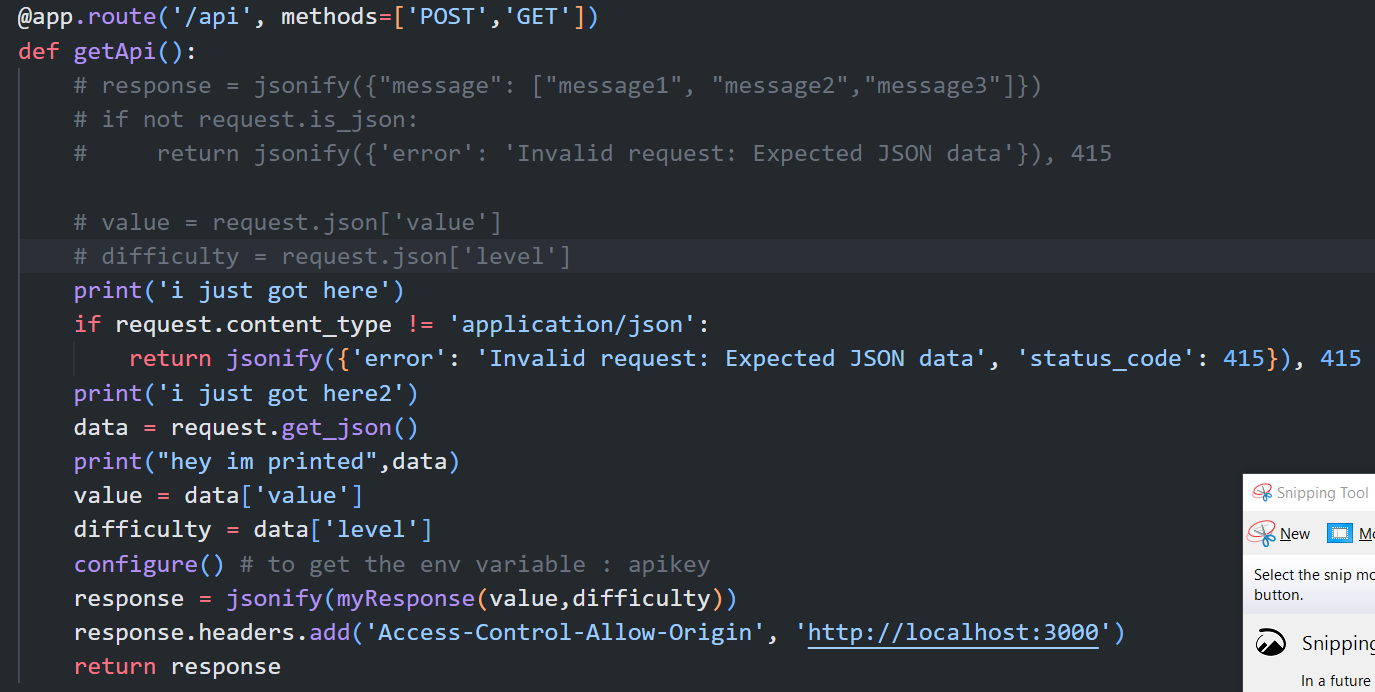 @app.route('/api', methods=['POST','GET'])
def getApi():
    # response = jsonify({"message": ["message1", "message2","message3"]})
    # if not request.is_json:
    #     return jsonify({'error': 'Invalid request: Expected JSON data'}), 415
    # value = request.json['value']
    # difficulty = request.json['level']
    print('i just got here')
    if request.content_type != 'application/json':
        return jsonify({'error': 'Invalid request: Expected JSON data', 'status_code': 415}), 415
    print('i just got here2')
    data = request.get_json()
    print("hey im printed",data)
    value = data['value']
    difficulty = data['level']
    configure() # to get the env variable : apikey
    response = jsonify(myResponse(value,difficulty))
    response.headers.add('Access-Control-Allow-Origin', 'http://localhost:3000')
    return response
Snipping Tool
New
Select the snip
button.
Snipping
In a future